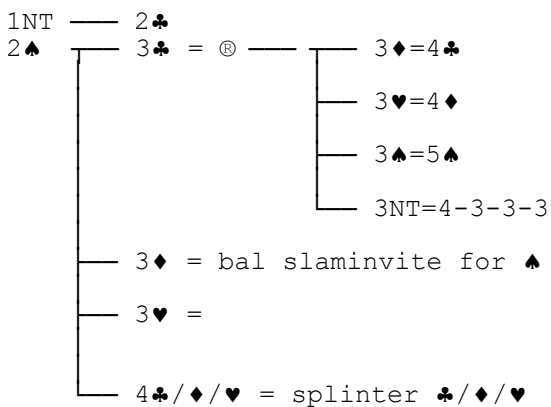 1NT — 2♣
2♠ 3♣ = ® — 3♦=4♣
3♥=4♦
3♠=5♠
3NT=4-3-3-3
3♦ = bal slaminvite for ♠
3♥ =
4♣/♦/♥ = splinter ♣/♦/♥